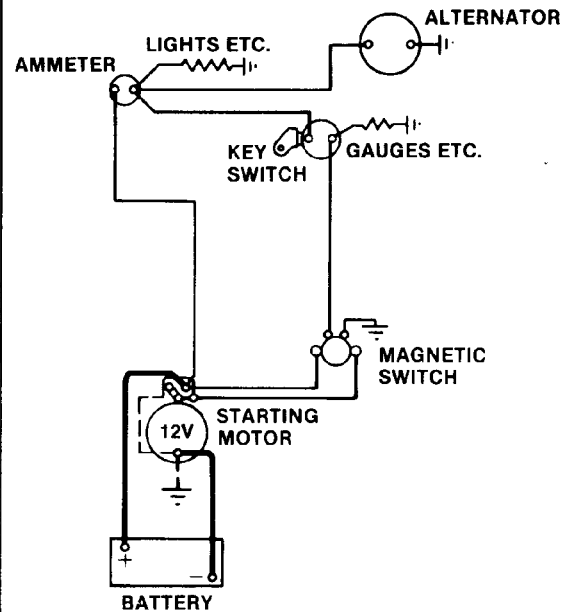 ALTERNATOR
LIGHTS ETC.
AMMETER
KEY
SWITCH
GAUGES ETC.
MAGNETIC
SWITCH
STARTING
MOTOR
12V
+
−
BATTERY